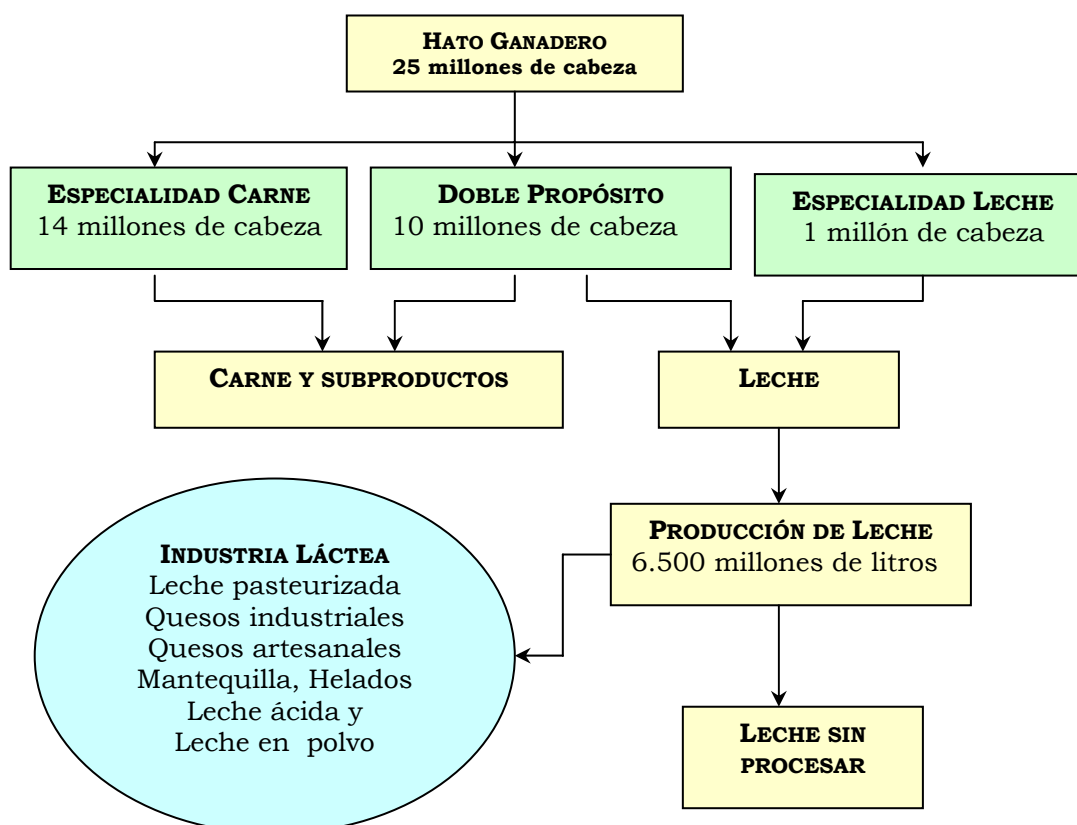 HATO GANADERO
25 millones de cabeza
ESPECIALIDAD CARNE
14 millones de cabeza
DOBLE PROPÓSITO
10 millones de cabeza
ESPECIALIDAD LECHE
1 millón de cabeza
CARNE Y SUBPRODUCTOS
LECHE
PRODUCCIÓN DE LECHE
6.500 millones de litros
INDUSTRIA LÁCTEA
Leche pasteurizada
Quesos industriales
Quesos artesanales
Mantequilla, Helados
Leche ácida y
Leche en polvo
LECHE SIN
PROCESAR